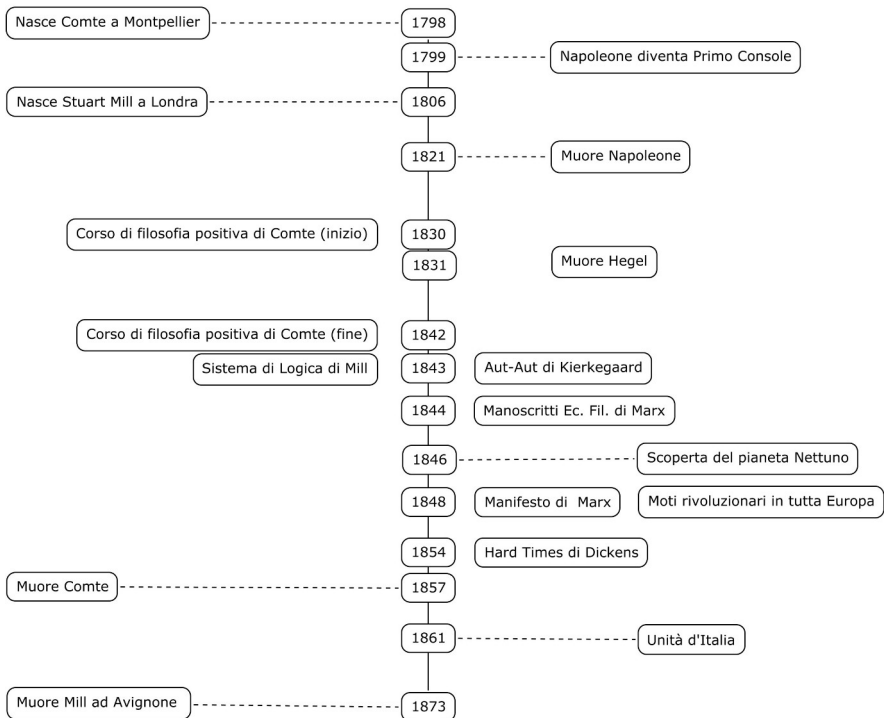 Nasce Comte a Montpellier 1798
1799 Napoleone diventa Primo Console
Nasce Stuart Mill a Londra 1806
1821 Muore Napoleone
Corso di filosofia positiva di Comte (inizio) 1830
1831 Muore Hegel
Corso di filosofia positiva di Comte (fine) 1842
Sistema di Logica di Mill 1843 Aut-Aut di Kierkegaard
1844 Manoscritti Ec. Fil. di Marx
1846 Scoperta del pianeta Nettuno
1848 Manifesto di Marx Moti rivoluzionari in tutta Europa
1854 Hard Times di Dickens
Muore Comte 1857
1861 Unità d'Italia
Muore Mill ad Avignone 1873